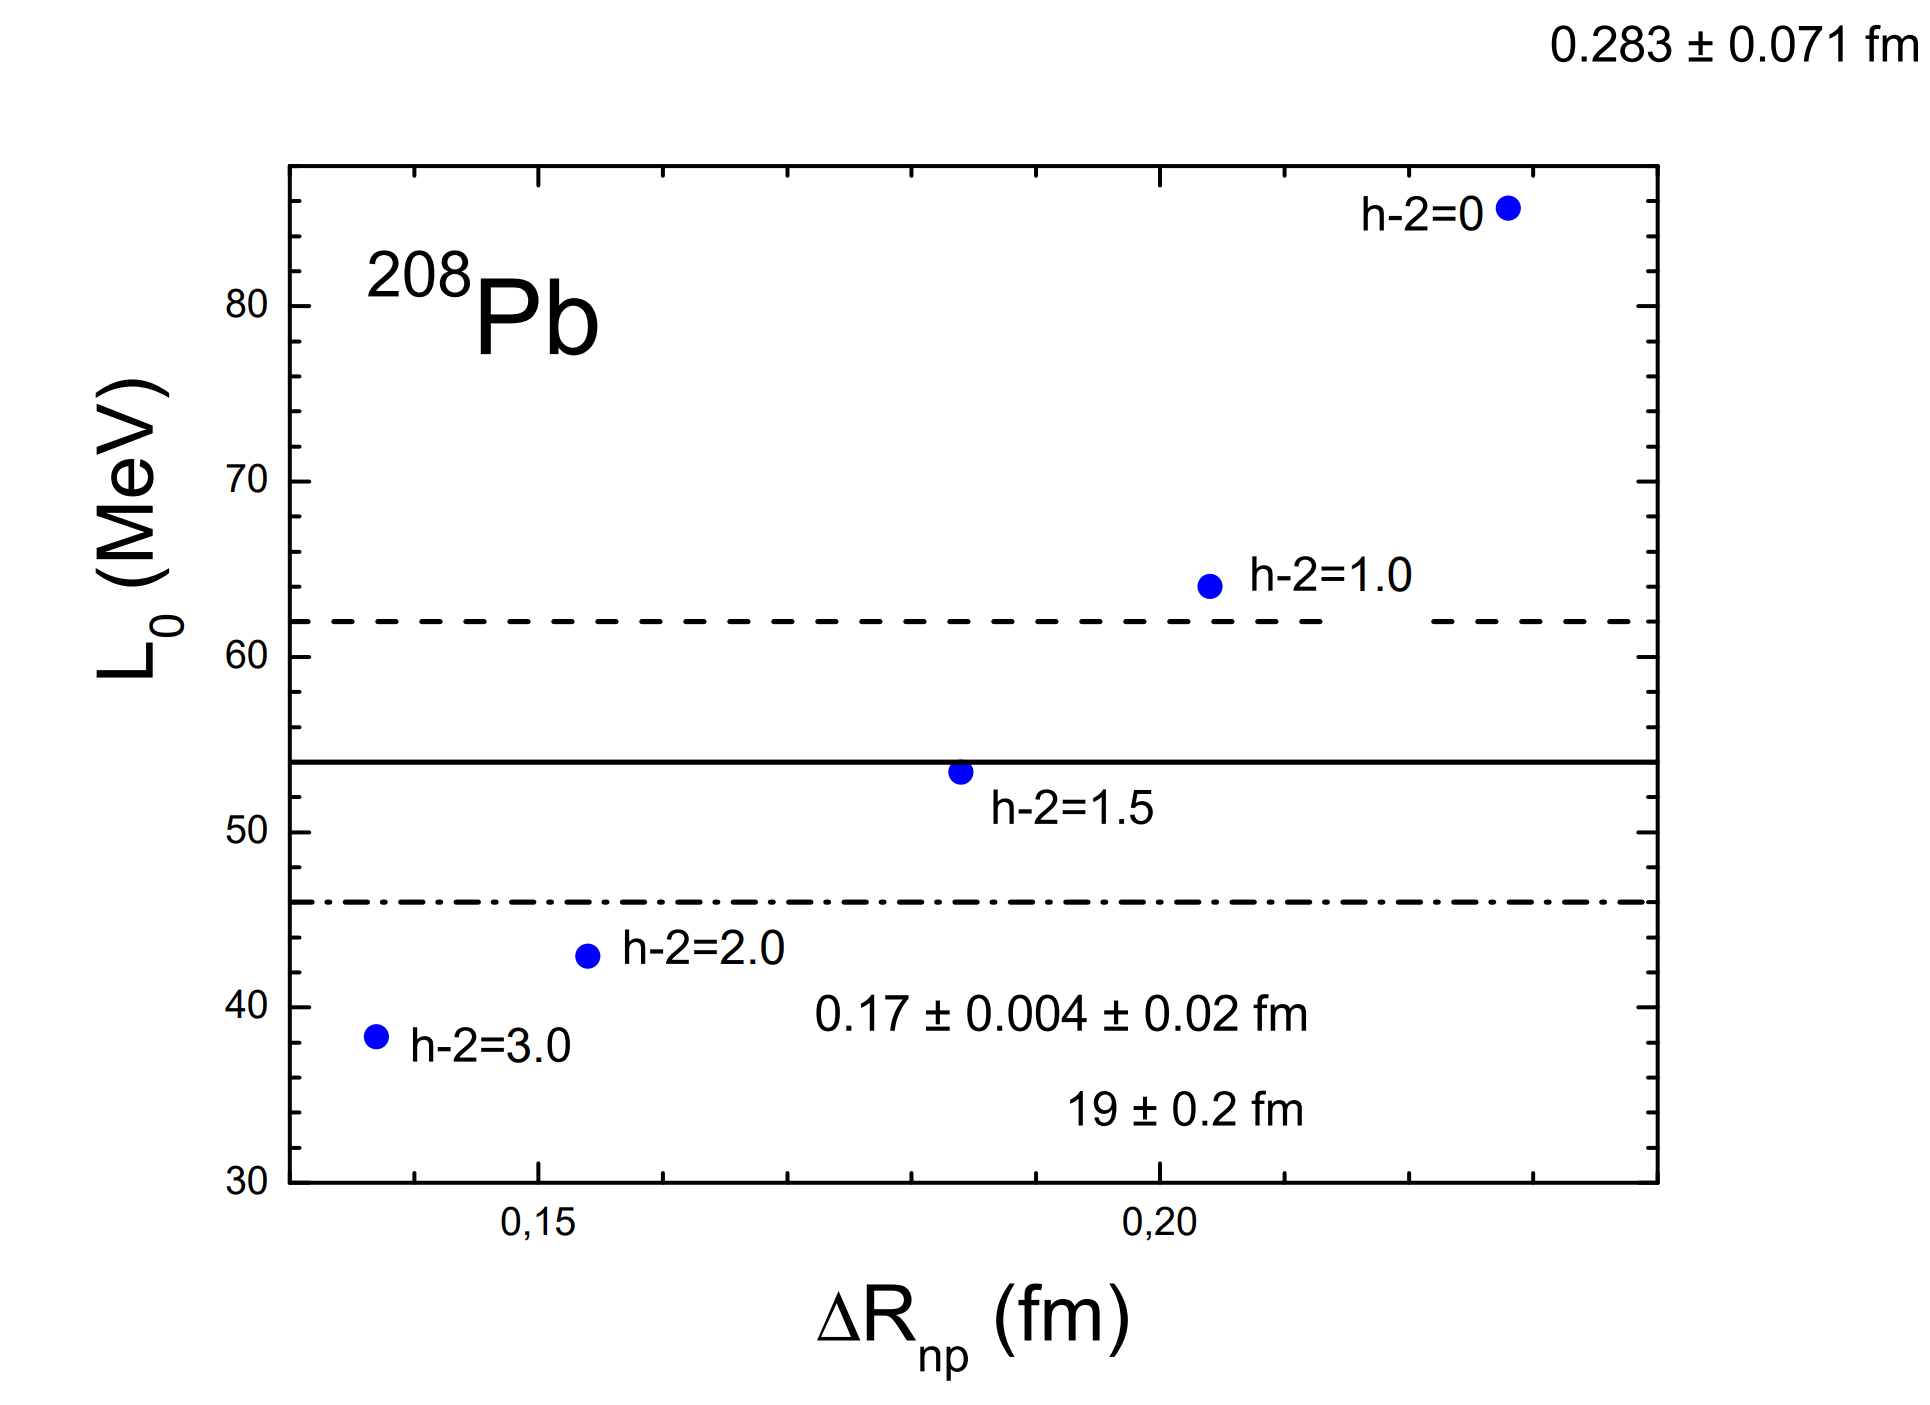 0.283 ± 0.071 fm
h-2=0
208Pb
80
70
h-2=1.0
60
L0 (MeV)
h-2=1.5
50
h-2=2.0
40
0.17 ± 0.004 ± 0.02 fm
h-2=3.0
19 ± 0.2 fm
30
0,15
0,20
ΔRnp (fm)